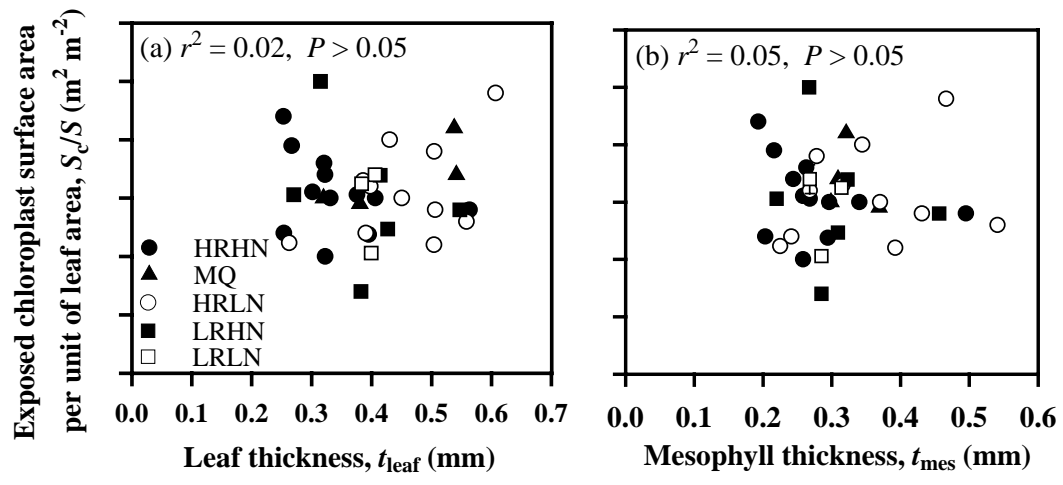 Exposed chloroplast surface area
per unit of leaf area, Sc/S (m2 m-2)
(a) r2 = 0.02, P > 0.05
HRHN
MQ
HRLN
LRHN
LRLN
0.0 0.1 0.2 0.3 0.4 0.5 0.6 0.7
Leaf thickness, tleaf (mm)
(b) r2 = 0.05, P > 0.05
0.0 0.1 0.2 0.3 0.4 0.5 0.6
Mesophyll thickness, tmes (mm)